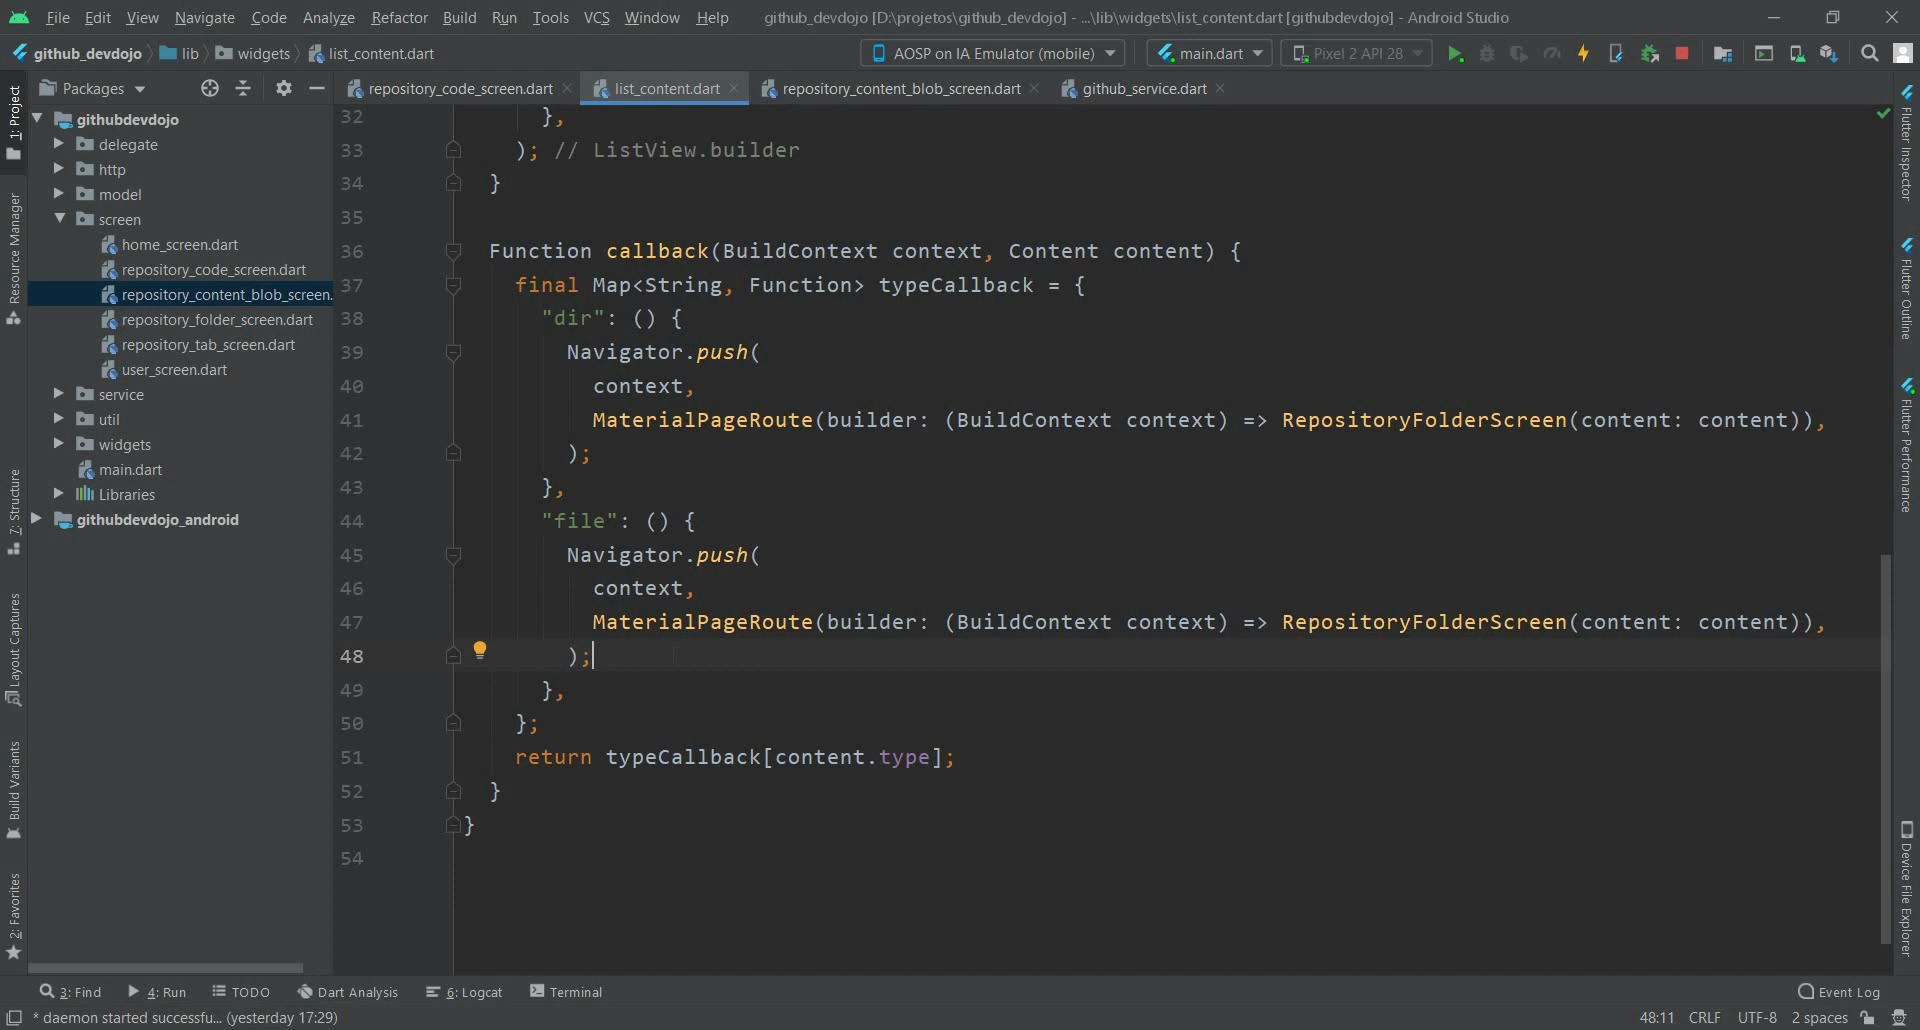 File Edit View Navigate Code Analyze Refactor Build Run Tools VCS Window Help github_devdojo [D:\projetos\github_devdojo] - ...\lib\widgets\list_content.dart [githubdevdojo] - Android Studio
github_devdojo lib widgets list_content.dart AOSP on IA Emulator (mobile) main.dart Pixel 2 API 28
Packages repository_code_screen.dart list_content.dart repository_content_blob_screen.dart github_service.dart
1: Project
Resource Manager
7: Structure
Layout Captures
Build Variants
2: Favorites
githubdevdojo
delegate
http
model
screen
home_screen.dart
repository_code_screen.dart
repository_content_blob_screen.
repository_folder_screen.dart
repository_tab_screen.dart
user_screen.dart
service
util
widgets
main.dart
Libraries
githubdevdojo_android
32 },
33 ); // ListView.builder
34 }
35
36 Function callback(BuildContext context, Content content) {
37 final Map<String, Function> typeCallback = {
38 "dir": () {
39 Navigator.push(
40 context,
41 MaterialPageRoute(builder: (BuildContext context) => RepositoryFolderScreen(content: content)),
42 );
43 },
44 "file": () {
45 Navigator.push(
46 context,
47 MaterialPageRoute(builder: (BuildContext context) => RepositoryFolderScreen(content: content)),
48 );
49 },
50 };
51 return typeCallback[content.type];
52 }
53 }
54
Flutter Inspector
Flutter Outline
Flutter Performance
Device File Explorer
3: Find 4: Run TODO Dart Analysis 6: Logcat Terminal Event Log
* daemon started successfu... (yesterday 17:29) 48:11 CRLF UTF-8 2 spaces